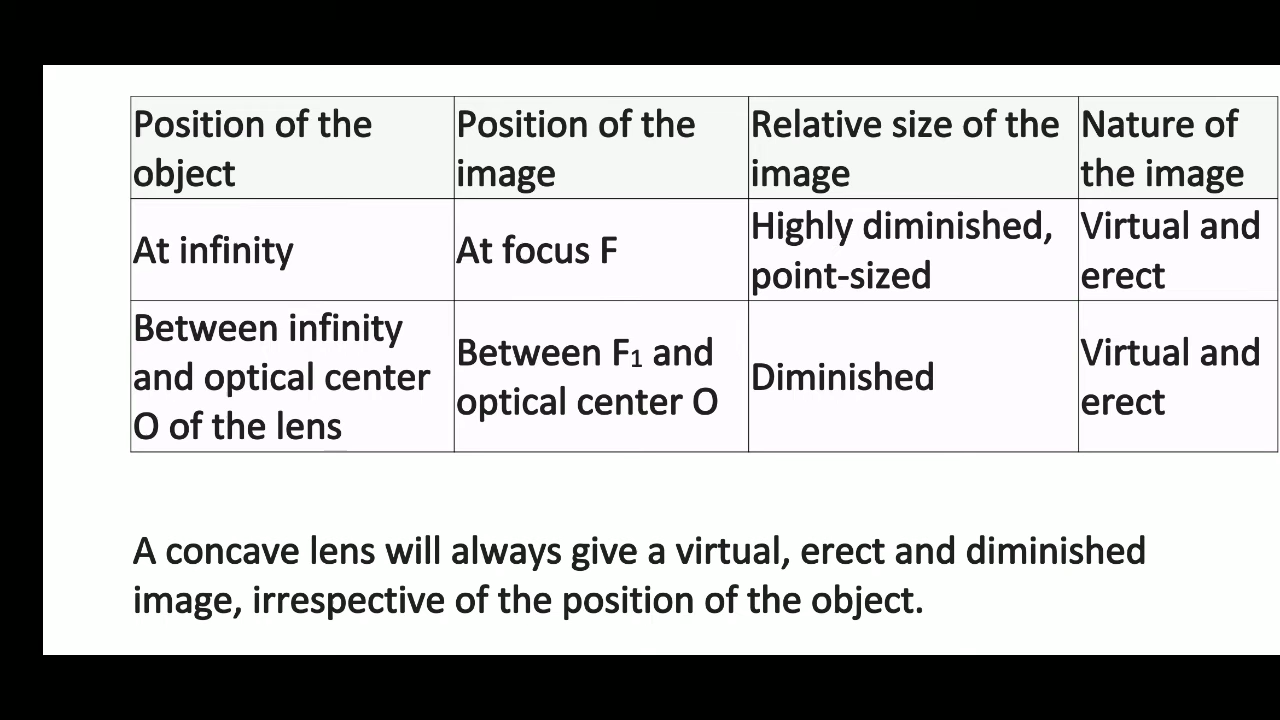 Position of the object
Position of the image
Relative size of the image
Nature of the image
At infinity
At focus F
Highly diminished, point-sized
Virtual and erect
Between infinity and optical center O of the lens
Between F₁ and optical center O
Diminished
Virtual and erect
A concave lens will always give a virtual, erect and diminished
image, irrespective of the position of the object.